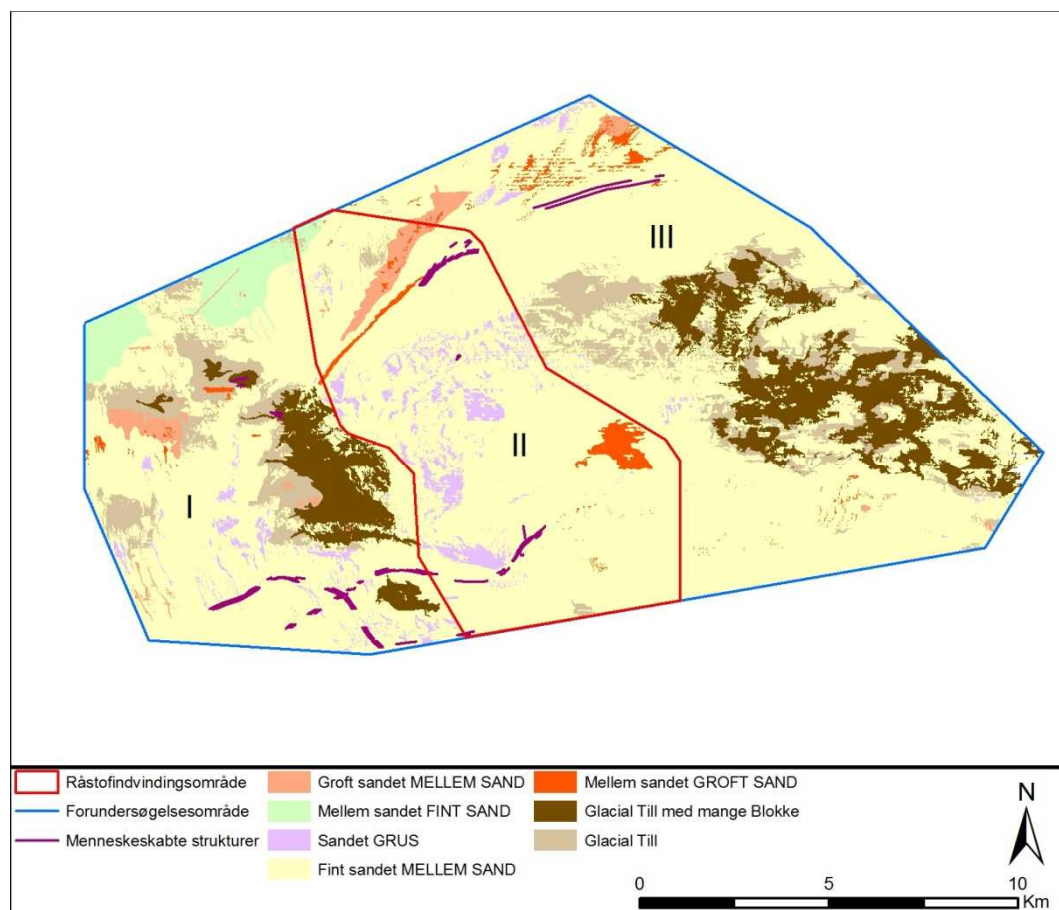 III
II
I
Råstofindvindingsområde
Forundersøgelsesområde
Menneskeskabte strukturer
Groft sandet MELLEM SAND
Mellem sandet FINT SAND
Sandet GRUS
Fint sandet MELLEM SAND
Mellem sandet GROFT SAND
Glacial Till med mange Blokke
Glacial Till
N
0 5 10
Km